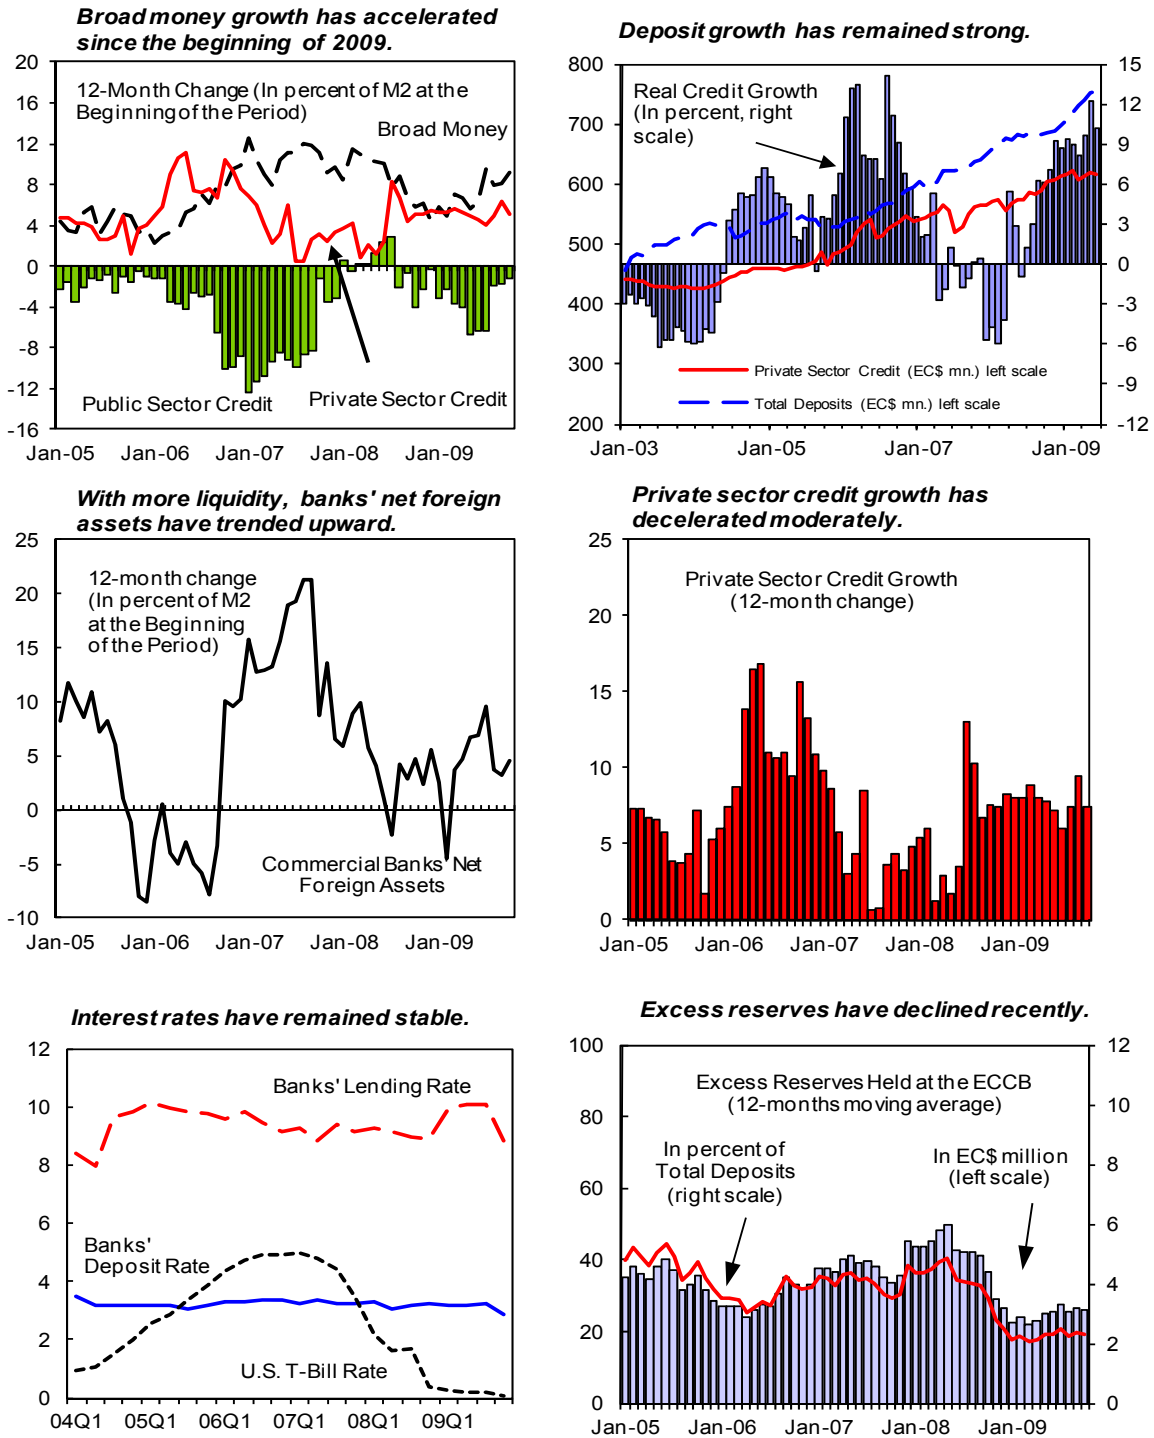 Broad money growth has accelerated
since the beginning of 2009.
20
16
12
8
4
0
-4
-8
-12
-16
12-Month Change (In percent of M2 at the
Beginning of the Period)
Broad Money
Public Sector Credit
Private Sector Credit
Jan-05
Jan-06
Jan-07
Jan-08
Jan-09
Deposit growth has remained strong.
800
700
600
500
400
300
200
Real Credit Growth
(In percent, right
scale)
Private Sector Credit (EC$ mn.) left scale
Total Deposits (EC$ mn.) left scale
15
12
9
6
3
0
-3
-6
-9
-12
Jan-03
Jan-05
Jan-07
Jan-09
With more liquidity, banks' net foreign
assets have trended upward.
25
20
15
10
5
0
-5
-10
12-month change
(In percent of M2
at the Beginning
of the Period)
Commercial Banks' Net
Foreign Assets
Jan-05
Jan-06
Jan-07
Jan-08
Jan-09
Private sector credit growth has
decelerated moderately.
25
20
15
10
5
0
Private Sector Credit Growth
(12-month change)
Jan-05
Jan-06
Jan-07
Jan-08
Jan-09
Interest rates have remained stable.
12
10
8
6
4
2
0
Banks' Lending Rate
Banks'
Deposit Rate
U.S. T-Bill Rate
04Q1
05Q1
06Q1
07Q1
08Q1
09Q1
Excess reserves have declined recently.
100
80
60
40
20
0
Excess Reserves Held at the ECCB
(12-months moving average)
In percent of
Total Deposits
(right scale)
In EC$ million
(left scale)
12
10
8
6
4
2
0
Jan-05
Jan-06
Jan-07
Jan-08
Jan-09